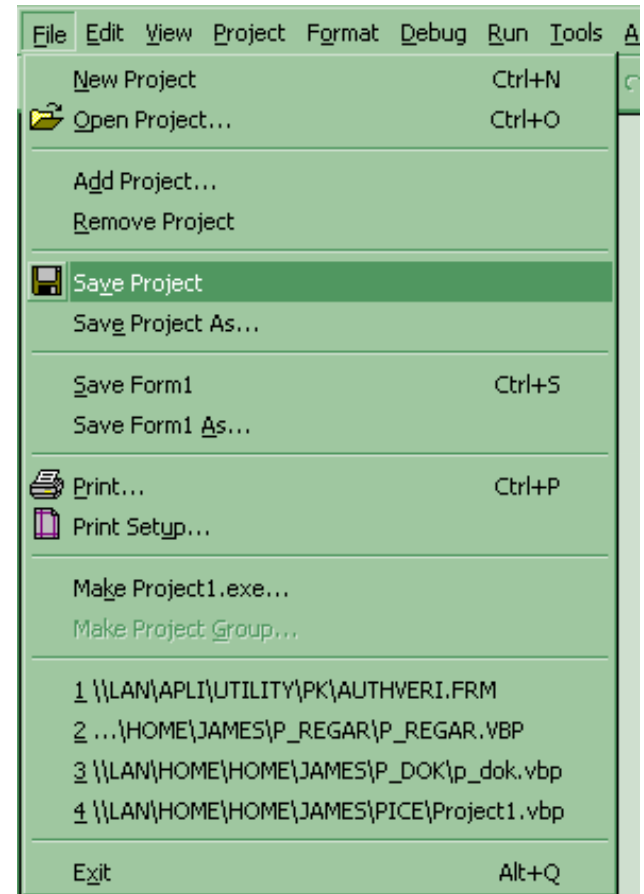 File Edit View Project Format Debug Run Tools A
New Project Ctrl+N
Open Project... Ctrl+O
Add Project...
Remove Project
Save Project
Save Project As...
Save Form1 Ctrl+S
Save Form1 As...
Print... Ctrl+P
Print Setup...
Make Project1.exe...
Make Project Group...
1 \\LAN\APLI\UTILITY\PK\AUTHVERI.FRM
2 ...\HOME\JAMES\P_REGAR\P_REGAR.VBP
3 \\LAN\HOME\HOME\JAMES\P_DOK\p_dok.vbp
4 \\LAN\HOME\HOME\JAMES\PICE\Project1.vbp
Exit Alt+Q